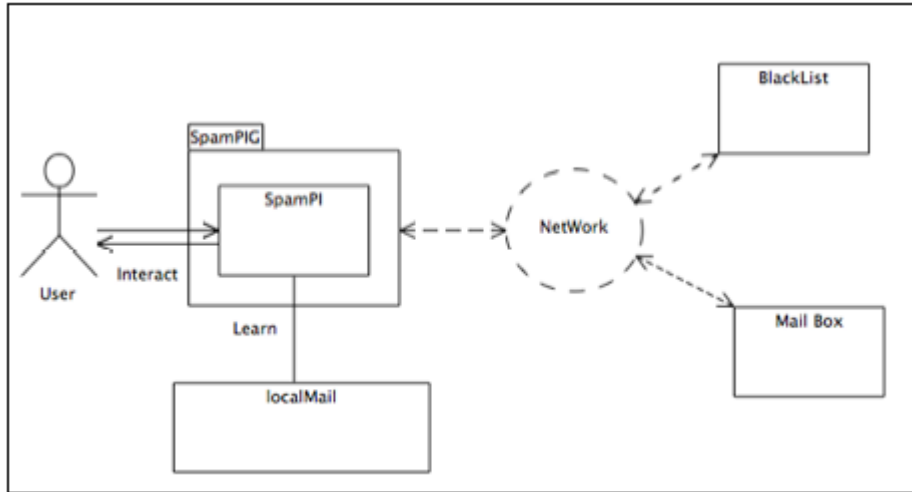 BlackList
SpamPIG
SpamPI
NetWork
Interact
User
Mail Box
Learn
localMail